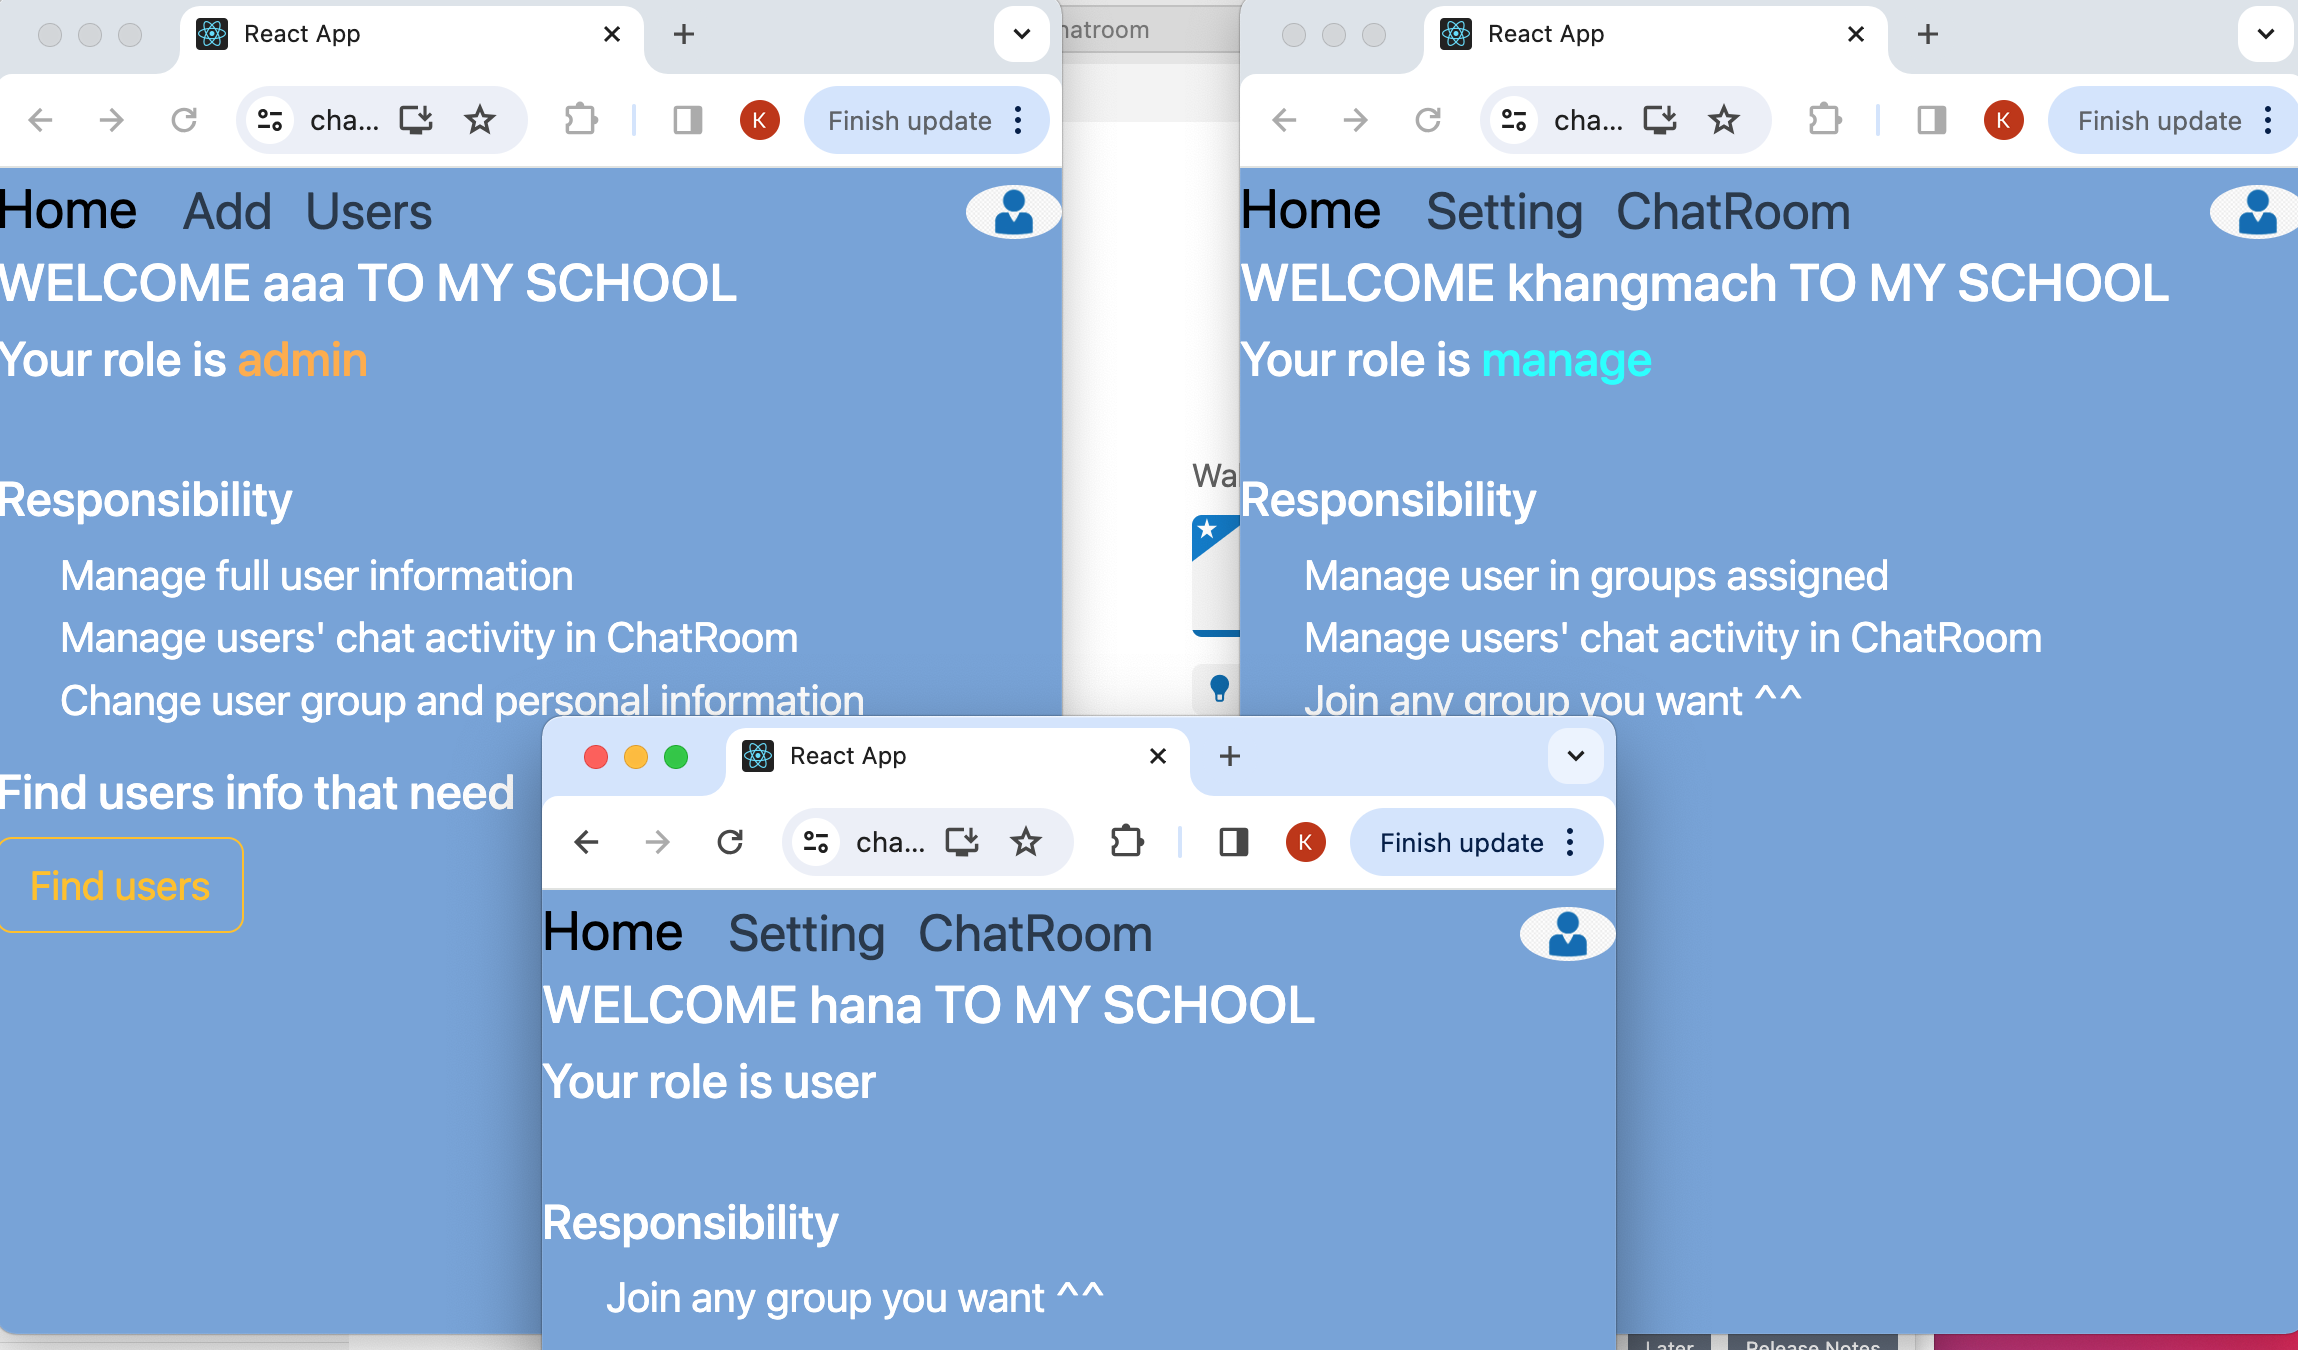 React App
cha...
K
Finish update
Home Add Users
WELCOME aaa TO MY SCHOOL
Your role is admin
Responsibility
Manage full user information
Manage users' chat activity in ChatRoom
Change user group and personal information
Find users info that need
Find users
React App
cha...
K
Finish update
Home Setting ChatRoom
WELCOME khangmach TO MY SCHOOL
Your role is manage
Responsibility
Manage user in groups assigned
Manage users' chat activity in ChatRoom
Join any group you want ^^
React App
cha...
K
Finish update
Home Setting ChatRoom
WELCOME hana TO MY SCHOOL
Your role is user
Responsibility
Join any group you want ^^
Later Release Notes